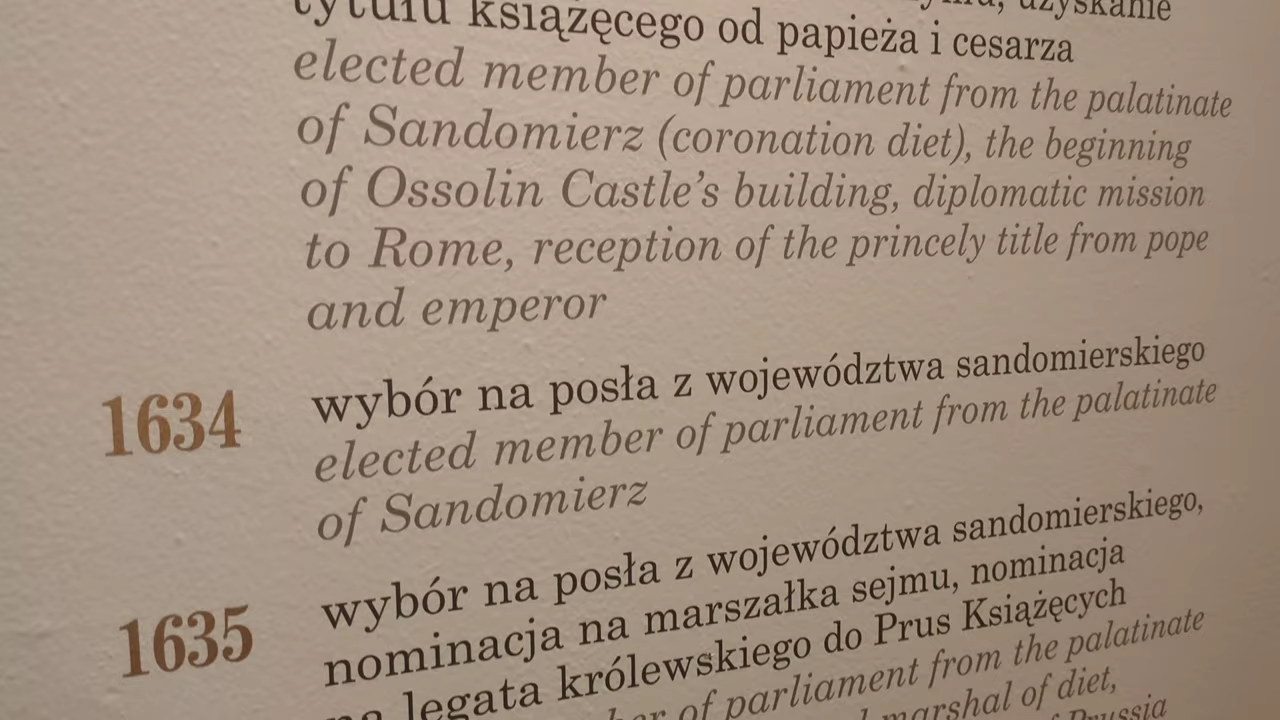 uzyskanie
tytułu książęcego od papieża i cesarza
elected member of parliament from the palatinate
of Sandomierz (coronation diet), the beginning
of Ossolin Castle's building, diplomatic mission
to Rome, reception of the princely title from pope
and emperor
1634 wybór na posła z województwa sandomierskiego
elected member of parliament from the palatinate
of Sandomierz
1635 wybór na posła z województwa sandomierskiego,
nominacja na marszałka sejmu, nominacja
na legata królewskiego do Prus Książęcych
of parliament from the palatinate
marshal of diet,
Prussia